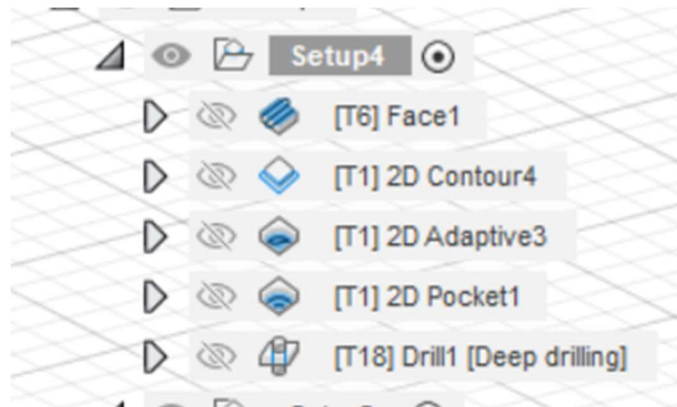 Setup4
[T6] Face1
[T1] 2D Contour4
[T1] 2D Adaptive3
[T1] 2D Pocket1
[T18] Drill1 [Deep drilling]